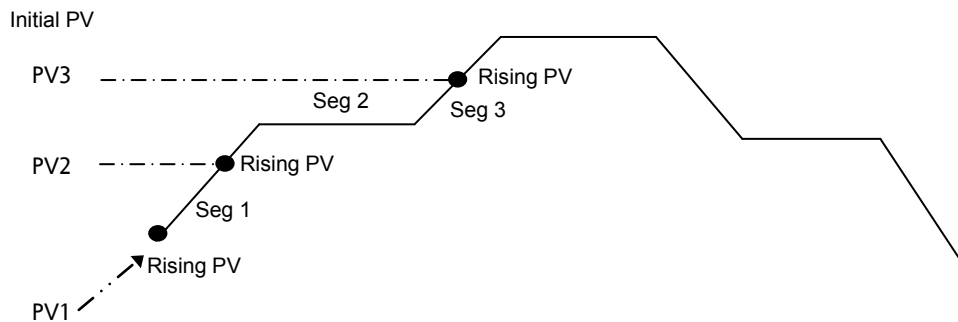 Initial PV
PV3
Rising PV
Seg 2
Seg 3
PV2
Rising PV
Seg 1
Rising PV
PV1